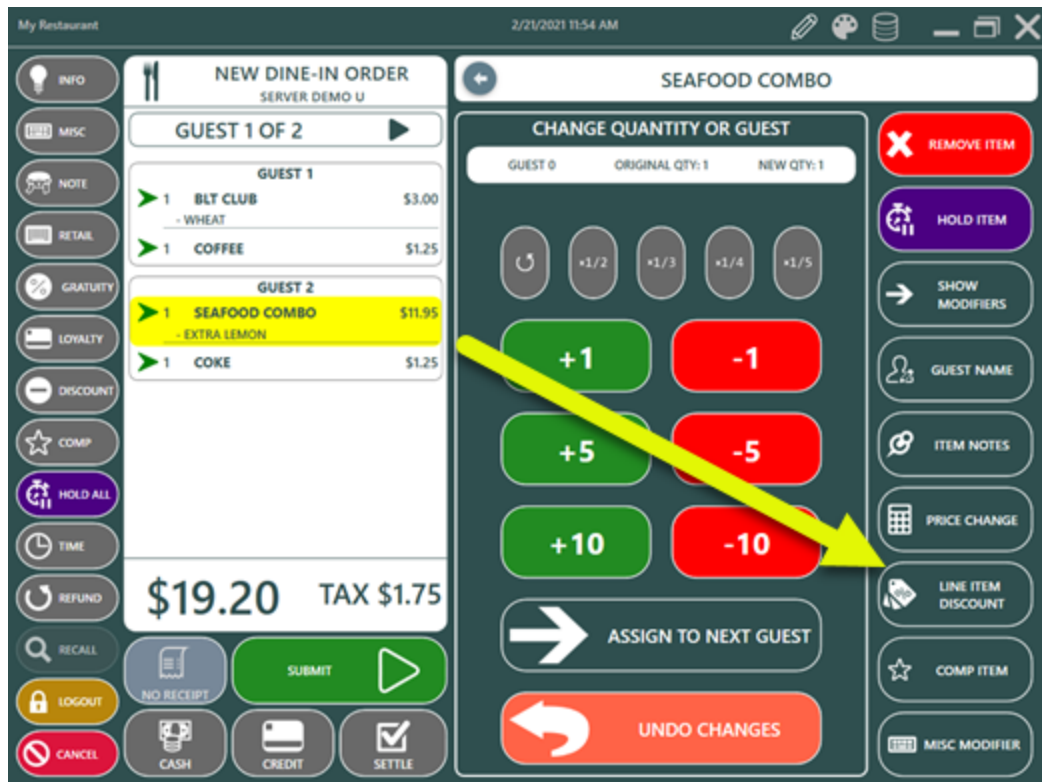 My Restaurant
2/21/2021 11:54 AM
INFO
MISC
NOTE
RETAIL
GRATUITY
LOYALTY
DISCOUNT
COMP
HOLD ALL
TIME
REFUND
RECALL
LOGOUT
CANCEL
NEW DINE-IN ORDER
SERVER DEMO U
GUEST 1 OF 2
GUEST 1
1 BLT CLUB $3.00
- WHEAT
1 COFFEE $1.25
GUEST 2
1 SEAFOOD COMBO $11.95
- EXTRA LEMON
1 COKE $1.25
$19.20 TAX $1.75
NO RECEIPT
SUBMIT
CASH
CREDIT
SETTLE
SEAFOOD COMBO
CHANGE QUANTITY OR GUEST
GUEST 0 ORIGINAL QTY: 1 NEW QTY: 1
×1/2 ×1/3 ×1/4 ×1/5
+1 -1
+5 -5
+10 -10
ASSIGN TO NEXT GUEST
UNDO CHANGES
REMOVE ITEM
HOLD ITEM
SHOW
MODIFIERS
GUEST NAME
ITEM NOTES
PRICE CHANGE
LINE ITEM
DISCOUNT
COMP ITEM
MISC MODIFIER